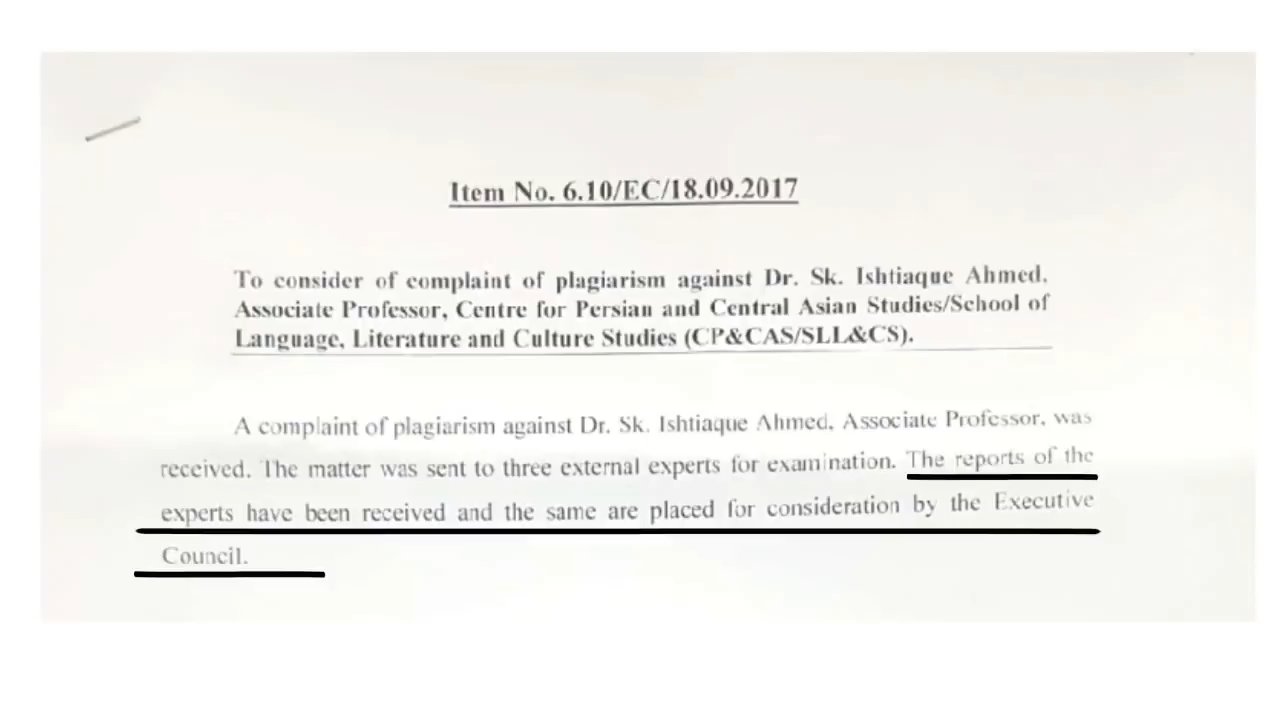 Item No. 6.10/EC/18.09.2017
To consider of complaint of plagiarism against Dr. Sk. Ishtiaque Ahmed,
Associate Professor, Centre for Persian and Central Asian Studies/School of
Language, Literature and Culture Studies (CP&CAS/SLL&CS).
A complaint of plagiarism against Dr. Sk. Ishtiaque Ahmed, Associate Professor, was
received. The matter was sent to three external experts for examination. The reports of the
experts have been received and the same are placed for consideration by the Executive
Council.